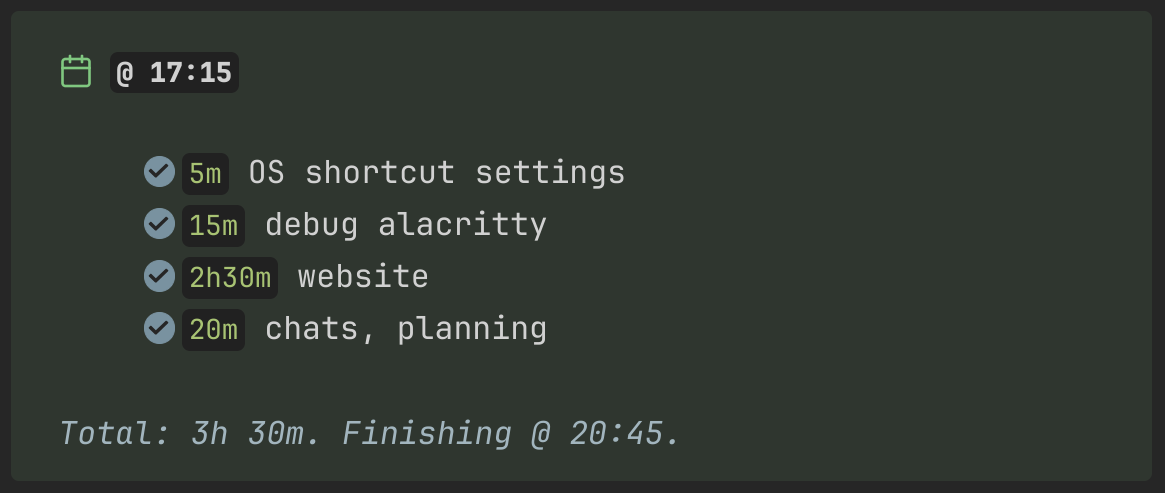 @ 17:15
5m OS shortcut settings
15m debug alacritty
2h30m website
20m chats, planning
Total: 3h 30m. Finishing @ 20:45.